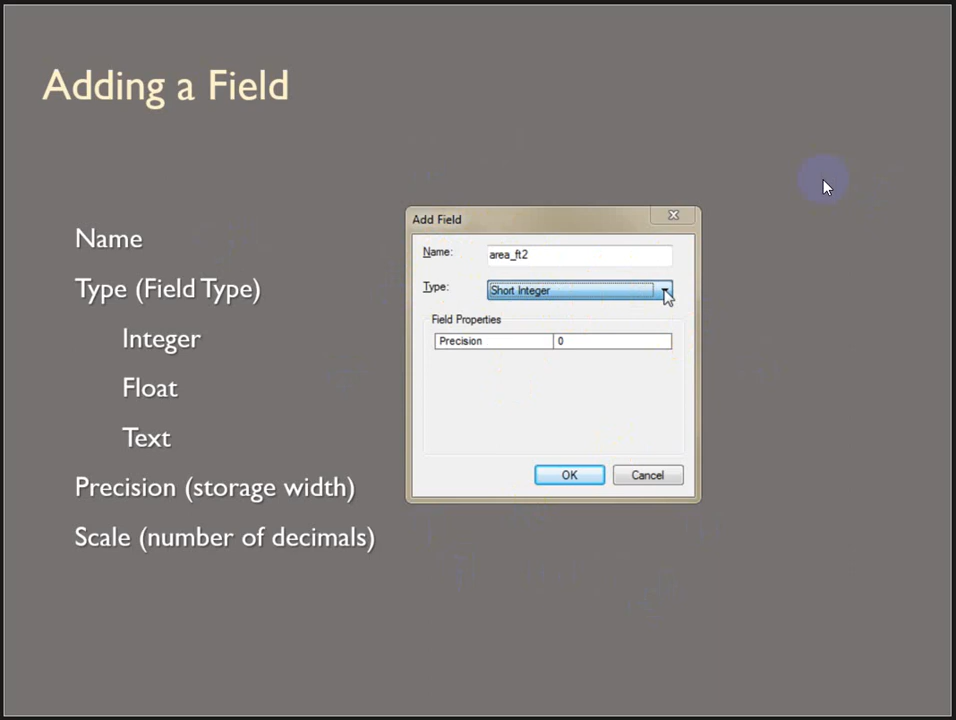 Adding a Field
Name
Type (Field Type)
Integer
Float
Text
Precision (storage width)
Scale (number of decimals)
Add Field
Name:
area_ft2
Type:
Short Integer
Field Properties
Precision
0
OK
Cancel